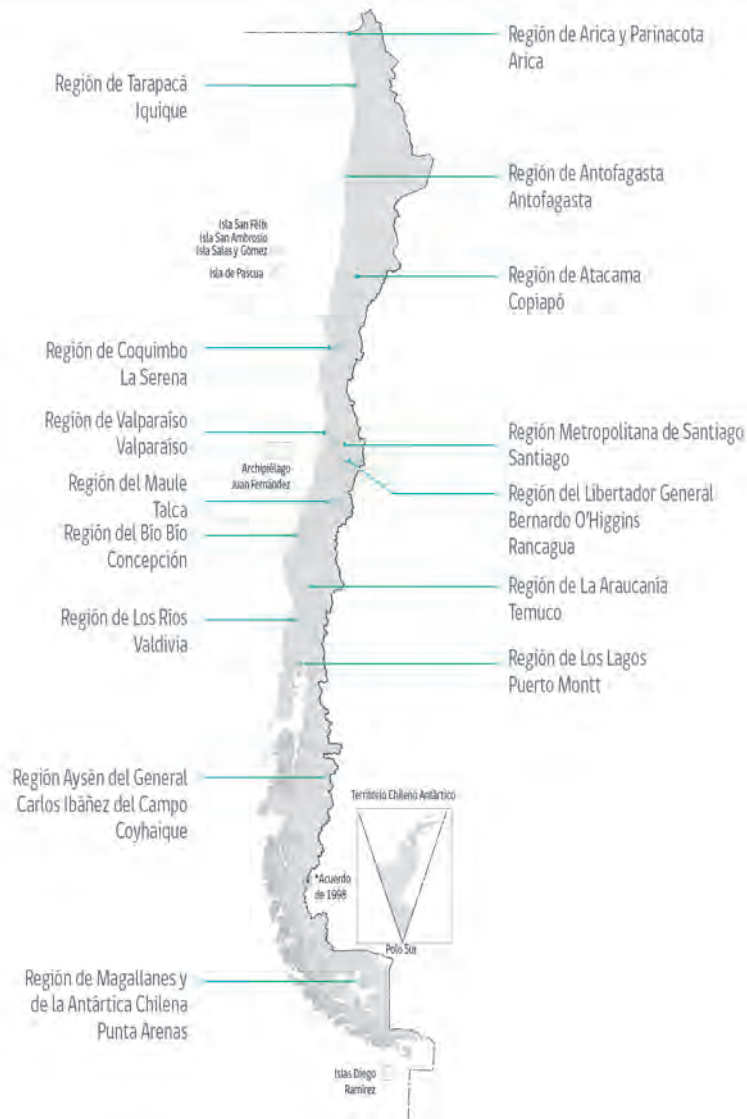 Región de Arica y Parinacota
Arica
Región de Tarapacá
Iquique
Región de Antofagasta
Antofagasta
Isla San Félix
Isla San Ambrosio
Isla Salas y Gómez
Isla de Pascua
Región de Atacama
Copiapó
Región de Coquimbo
La Serena
Región de Valparaíso
Valparaíso
Región Metropolitana de Santiago
Santiago
Archipiélago
Juan Fernández
Región del Maule
Talca
Región del Libertador General
Bernardo O'Higgins
Rancagua
Región del Bío Bío
Concepción
Región de La Araucanía
Temuco
Región de Los Ríos
Valdivia
Región de Los Lagos
Puerto Montt
Región Aysén del General
Carlos Ibáñez del Campo
Coyhaique
Territorio Chileno Antártico
*Acuerdo
de 1998
Polo Sur
Región de Magallanes y
de la Antártica Chilena
Punta Arenas
Islas Diego
Ramírez